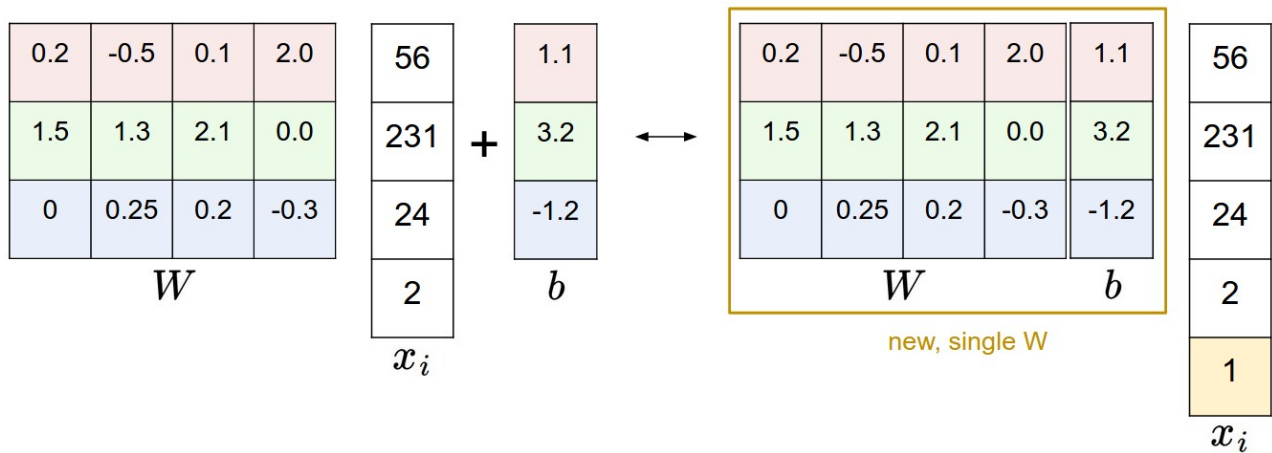 0.2 -0.5 0.1 2.0 56 1.1 0.2 -0.5 0.1 2.0 1.1 56
1.5 1.3 2.1 0.0 231 + 3.2 ↔ 1.5 1.3 2.1 0.0 3.2 231
0 0.25 0.2 -0.3 24 -1.2 0 0.25 0.2 -0.3 -1.2 24
W 2 b W b 2
new, single W
x_i 1
x_i